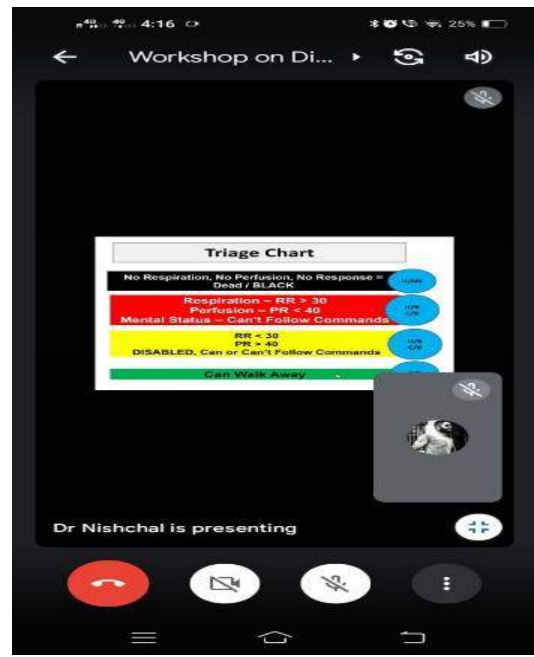 4:16
25%
Workshop on Di...
Triage Chart
No Respiration, No Perfusion, No Response =
Dead / BLACK
Respiration – RR > 30
Perfusion – PR < 40
Mental Status – Can't Follow Commands
RR < 30
PR > 40
DISABLED, Can or Can't Follow Commands
Can Walk Away
Dr Nishchal is presenting